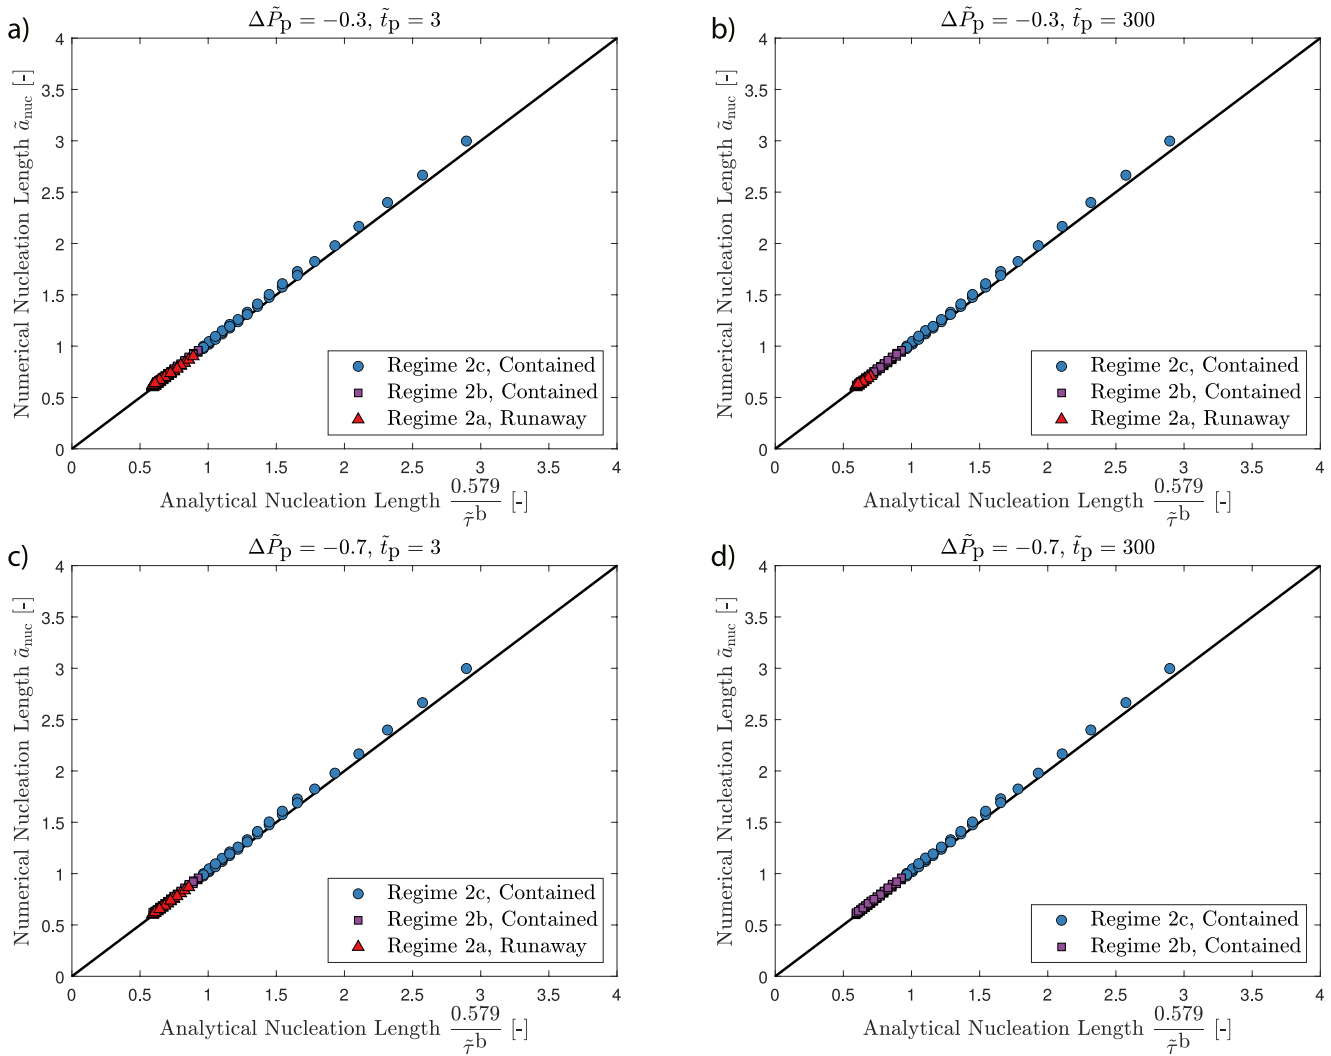 a)
ΔP̃p = −0.3, t̃p = 3
Numerical Nucleation Length ãnuc [-]
4
3.5
3
2.5
2
1.5
1
0.5
0
Regime 2c, Contained
Regime 2b, Contained
Regime 2a, Runaway
0 0.5 1 1.5 2 2.5 3 3.5 4
Analytical Nucleation Length 0.579/τ̃b [-]
b)
ΔP̃p = −0.3, t̃p = 300
Numerical Nucleation Length ãnuc [-]
4
3.5
3
2.5
2
1.5
1
0.5
0
Regime 2c, Contained
Regime 2b, Contained
Regime 2a, Runaway
0 0.5 1 1.5 2 2.5 3 3.5 4
Analytical Nucleation Length 0.579/τ̃b [-]
c)
ΔP̃p = −0.7, t̃p = 3
Numerical Nucleation Length ãnuc [-]
4
3.5
3
2.5
2
1.5
1
0.5
0
Regime 2c, Contained
Regime 2b, Contained
Regime 2a, Runaway
0 0.5 1 1.5 2 2.5 3 3.5 4
Analytical Nucleation Length 0.579/τ̃b [-]
d)
ΔP̃p = −0.7, t̃p = 300
Numerical Nucleation Length ãnuc [-]
4
3.5
3
2.5
2
1.5
1
0.5
0
Regime 2c, Contained
Regime 2b, Contained
0 0.5 1 1.5 2 2.5 3 3.5 4
Analytical Nucleation Length 0.579/τ̃b [-]